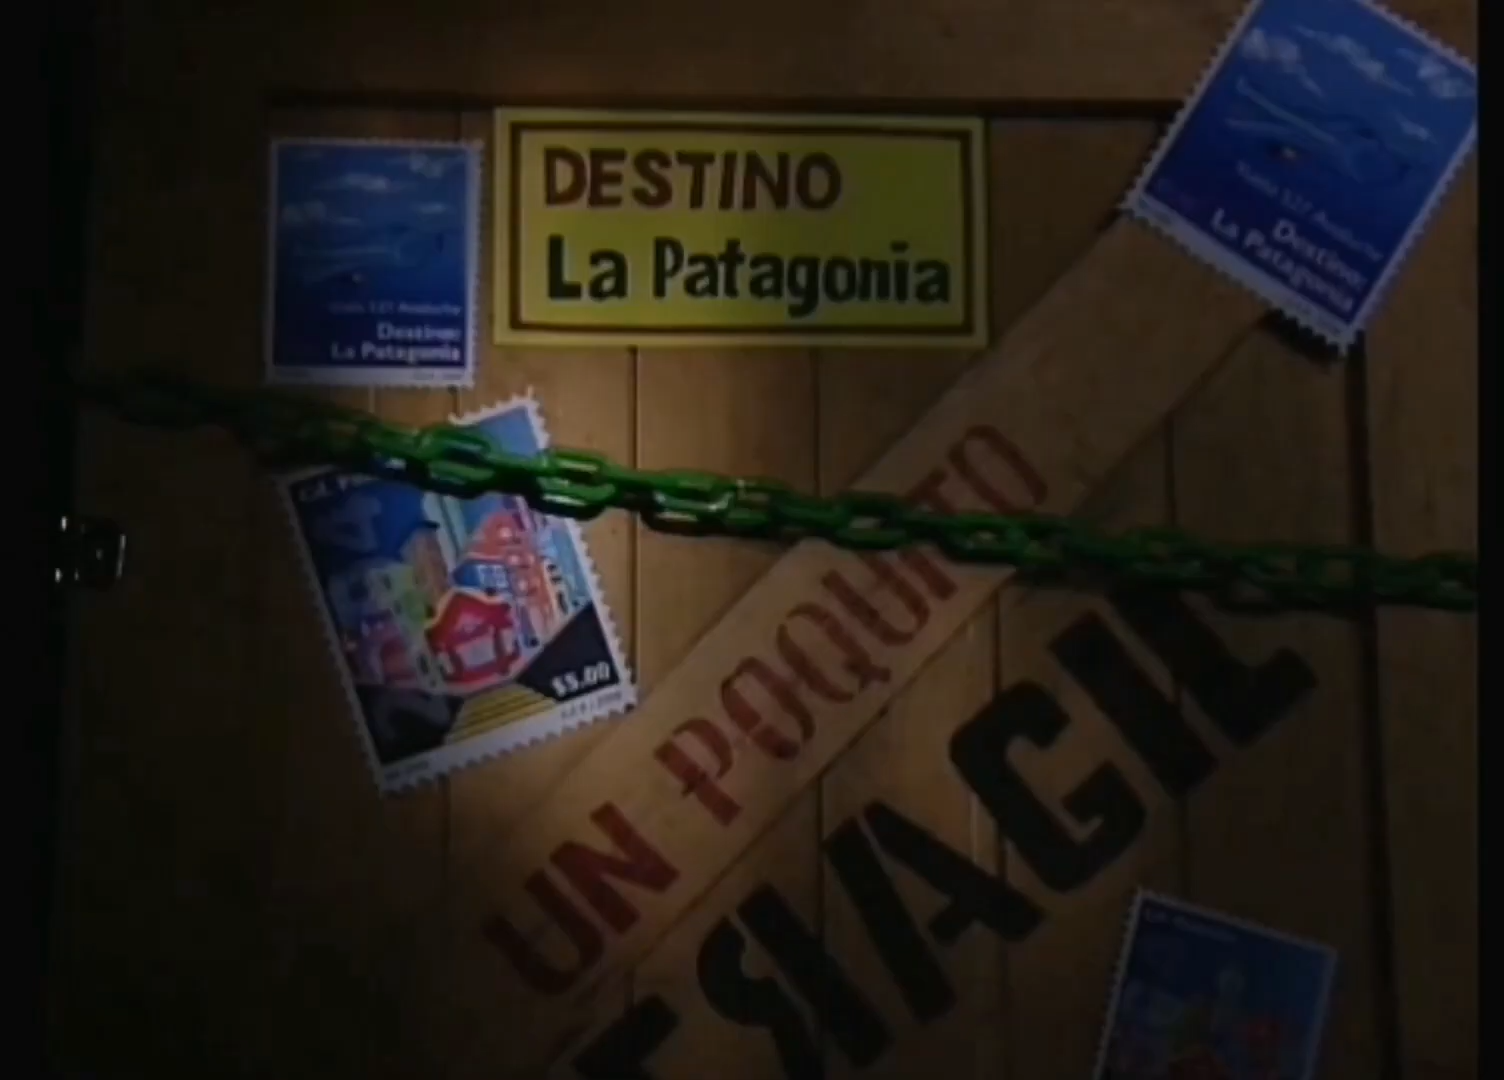 DESTINO
La Patagonia
Destino:
La Patagonia
Destino:
La Patagonia
$5.00
UN POQUITO
FRAGIL